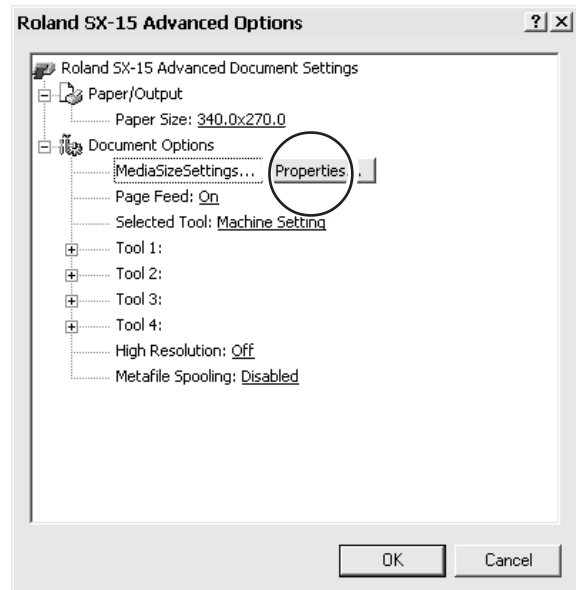 Roland SX-15 Advanced Options
Roland SX-15 Advanced Document Settings
Paper/Output
Paper Size: 340.0x270.0
Document Options
MediaSizeSettings... Properties...
Page Feed: On
Selected Tool: Machine Setting
Tool 1:
Tool 2:
Tool 3:
Tool 4:
High Resolution: Off
Metafile Spooling: Disabled
OK Cancel